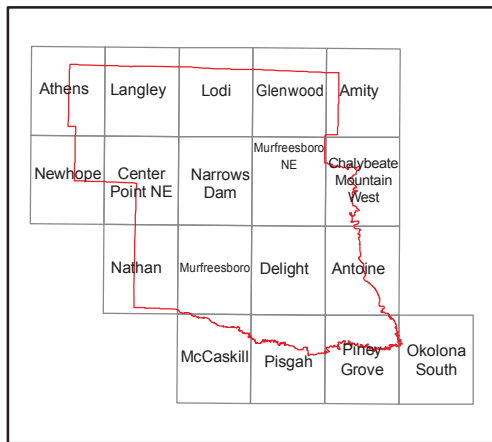 Athens
Langley
Lodi
Glenwood
Amity
Newhope
Center
Point NE
Narrows
Dam
Murfreesboro
NE
Chalybeate
Mountain
West
Nathan
Murfreesboro
Delight
Antoine
McCaskill
Pisgah
Piney
Grove
Okolona
South